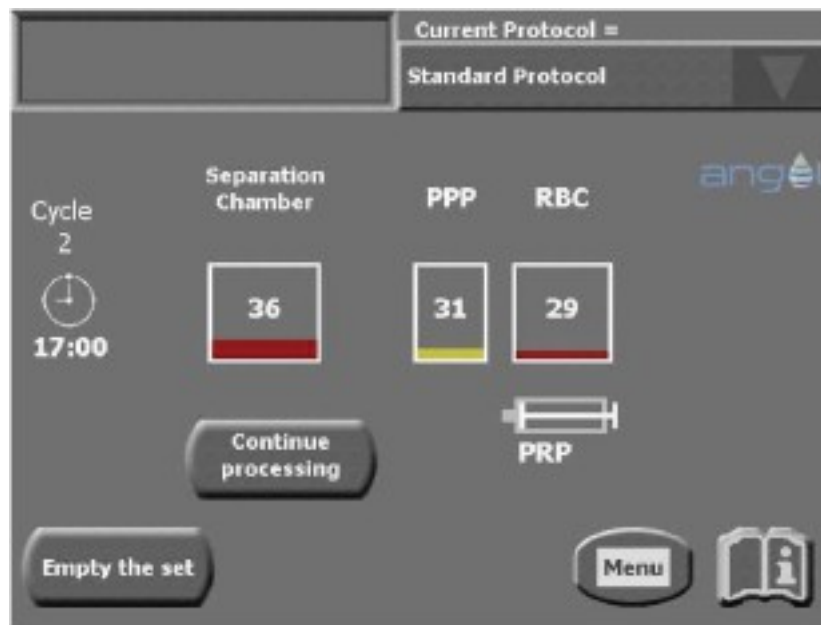 Current Protocol =
Standard Protocol
Separation
Chamber
PPP
RBC
Cycle
2
36
31
29
17:00
Continue
processing
PRP
Empty the set
Menu
i